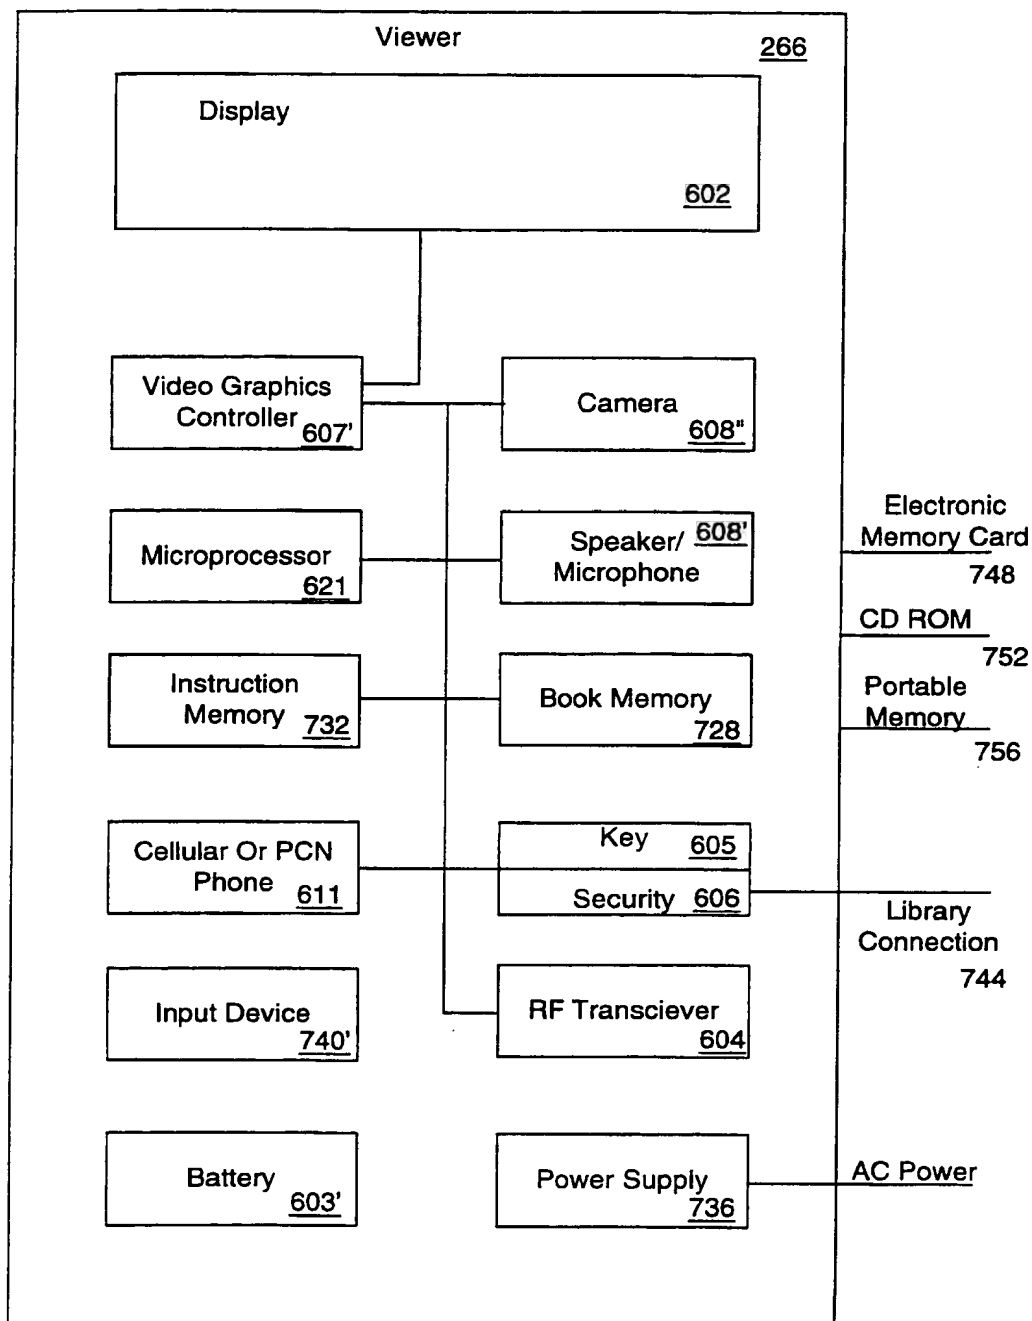 Viewer
266
Display
602
Video Graphics
Controller
607'
Camera
608"
Microprocessor
621
Speaker/
Microphone
608'
Electronic
Memory Card
748
CD ROM
752
Instruction
Memory
732
Book Memory
728
Portable
Memory
756
Cellular Or PCN
Phone
611
Key
605
Security
606
Library
Connection
744
Input Device
740'
RF Transciever
604
Battery
603'
Power Supply
736
AC Power